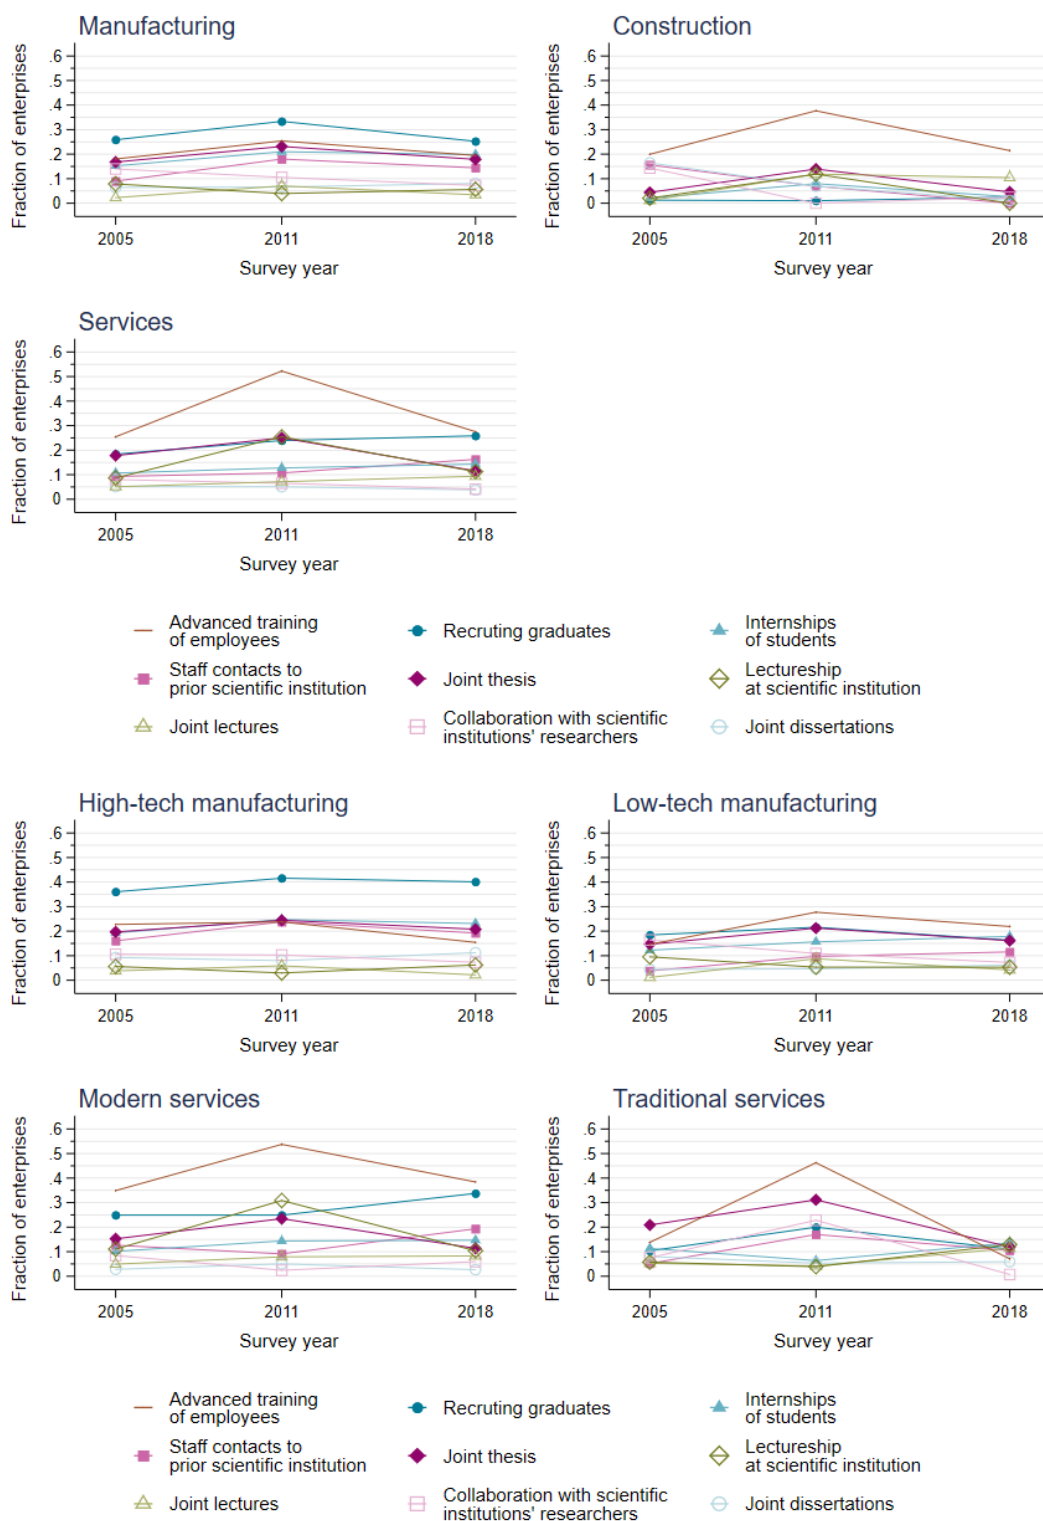 Manufacturing
Fraction of enterprises
.6
.5
.4
.3
.2
.1
0
2005 2011 2018
Survey year
Construction
Fraction of enterprises
.6
.5
.4
.3
.2
.1
0
2005 2011 2018
Survey year
Services
Fraction of enterprises
.6
.5
.4
.3
.2
.1
0
2005 2011 2018
Survey year
Advanced training
of employees
Recruting graduates
Internships
of students
Staff contacts to
prior scientific institution
Joint thesis
Lectureship
at scientific institution
Joint lectures
Collaboration with scientific
institutions' researchers
Joint dissertations
High-tech manufacturing
Fraction of enterprises
.6
.5
.4
.3
.2
.1
0
2005 2011 2018
Survey year
Low-tech manufacturing
Fraction of enterprises
.6
.5
.4
.3
.2
.1
0
2005 2011 2018
Survey year
Modern services
Fraction of enterprises
.6
.5
.4
.3
.2
.1
0
2005 2011 2018
Survey year
Traditional services
Fraction of enterprises
.6
.5
.4
.3
.2
.1
0
2005 2011 2018
Survey year
Advanced training
of employees
Recruting graduates
Internships
of students
Staff contacts to
prior scientific institution
Joint thesis
Lectureship
at scientific institution
Joint lectures
Collaboration with scientific
institutions' researchers
Joint dissertations